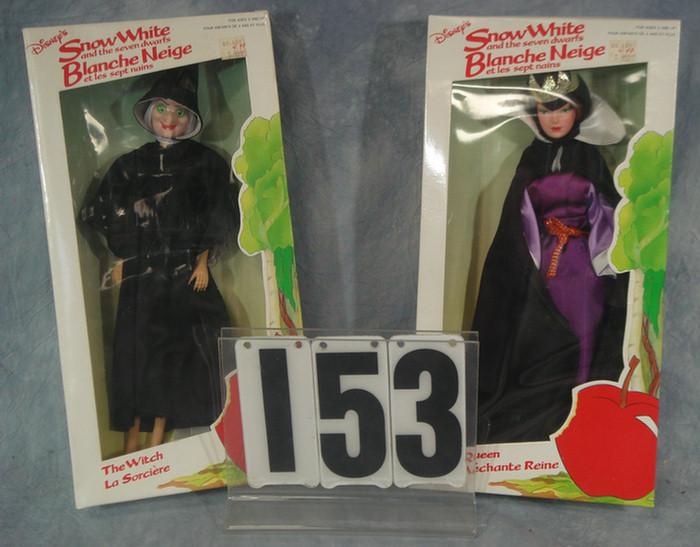 Disney's
Snow White
and the seven dwarfs
Blanche Neige
et les sept nains
The Witch
La Sorcière
Disney's
Snow White
and the seven dwarfs
Blanche Neige
et les sept nains
Queen
échante Reine
153